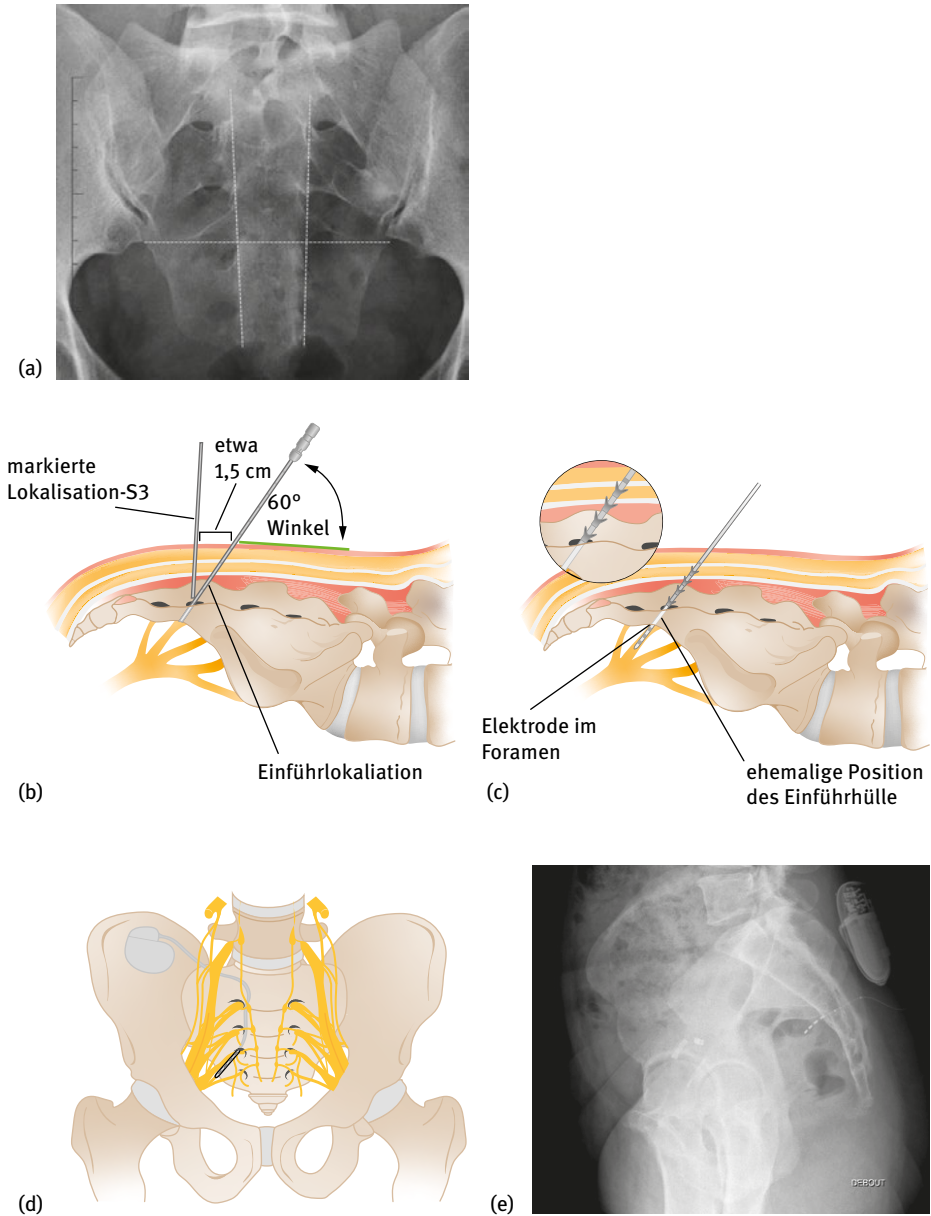 (a)
etwa
1,5 cm
markierte
Lokalisation-S3
60°
Winkel
Einführlokaliation
(b)
Elektrode im
Foramen
ehemalige Position
des Einführhülle
(c)
(d)
DEBOUT
(e)